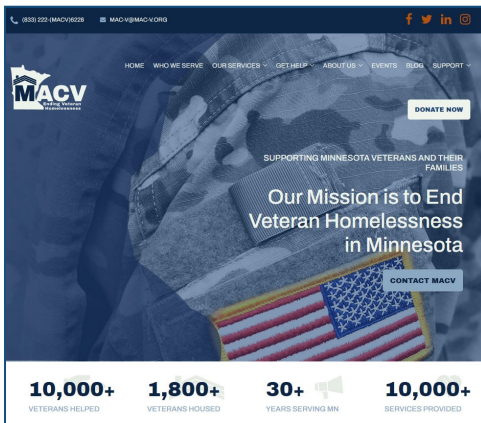 (833) 222-(MACV)6228 MAC-V@MAC-V.ORG
HOME WHO WE SERVE OUR SERVICES GET HELP ABOUT US EVENTS BLOG SUPPORT
MACV
Ending Veteran
Homelessness
DONATE NOW
SUPPORTING MINNESOTA VETERANS AND THEIR
FAMILIES
Our Mission is to End
Veteran Homelessness
in Minnesota
CONTACT MACV
10,000+ 1,800+ 30+ 10,000+
VETERANS HELPED VETERANS HOUSED YEARS SERVING MN SERVICES PROVIDED